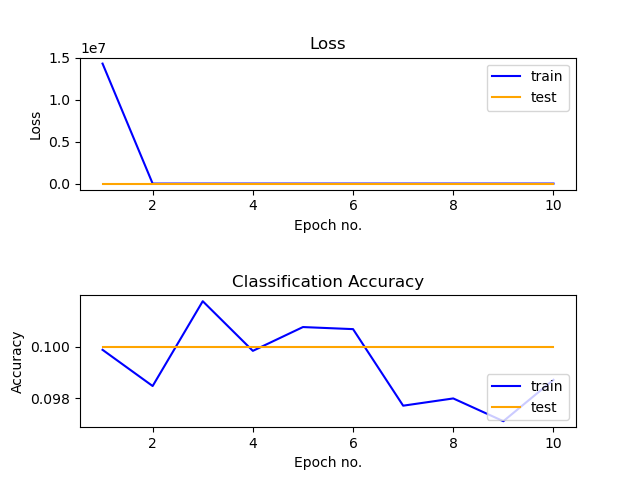 Loss
1e7
1.5
1.0
0.5
0.0
Loss
train
test
2 4 6 8 10
Epoch no.
Classification Accuracy
0.100
0.098
Accuracy
train
test
2 4 6 8 10
Epoch no.